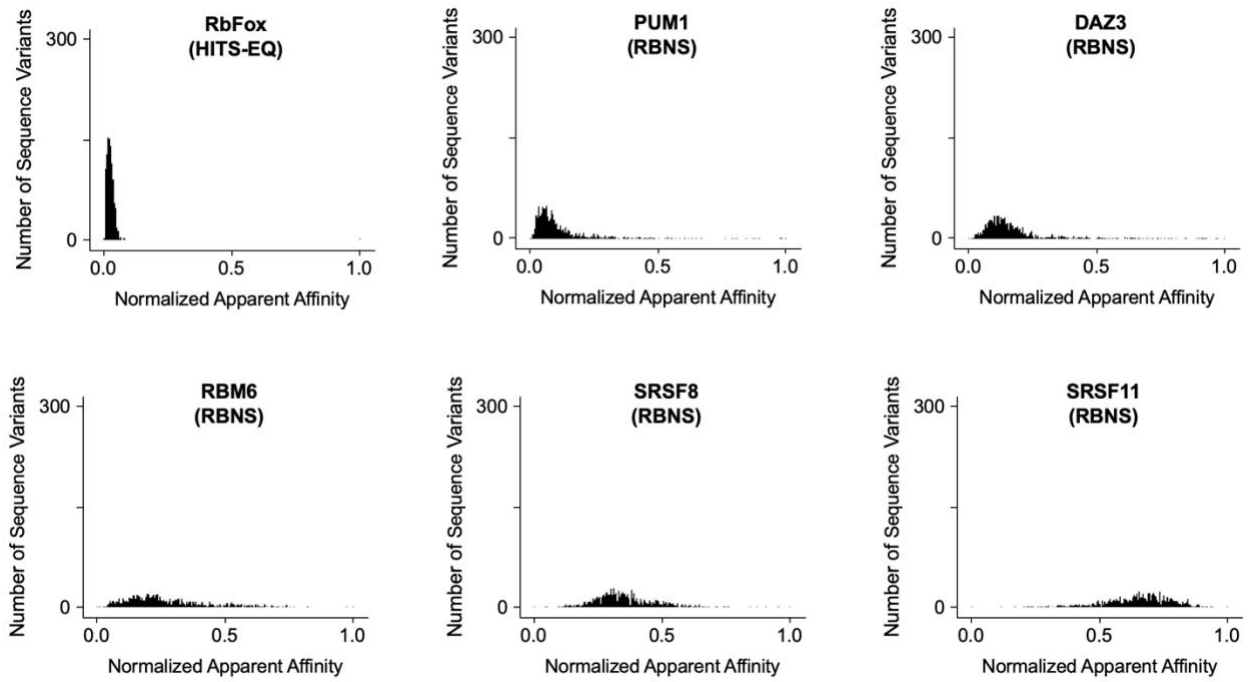 RbFox
(HITS-EQ)
Number of Sequence Variants
300
0
0.0
0.5
1.0
Normalized Apparent Affinity
PUM1
(RBNS)
Number of Sequence Variants
300
0
0.0
0.5
1.0
Normalized Apparent Affinity
DAZ3
(RBNS)
Number of Sequence Variants
300
0
0.0
0.5
1.0
Normalized Apparent Affinity
RBM6
(RBNS)
Number of Sequence Variants
300
0
0.0
0.5
1.0
Normalized Apparent Affinity
SRSF8
(RBNS)
Number of Sequence Variants
300
0
0.0
0.5
1.0
Normalized Apparent Affinity
SRSF11
(RBNS)
Number of Sequence Variants
300
0
0.0
0.5
1.0
Normalized Apparent Affinity